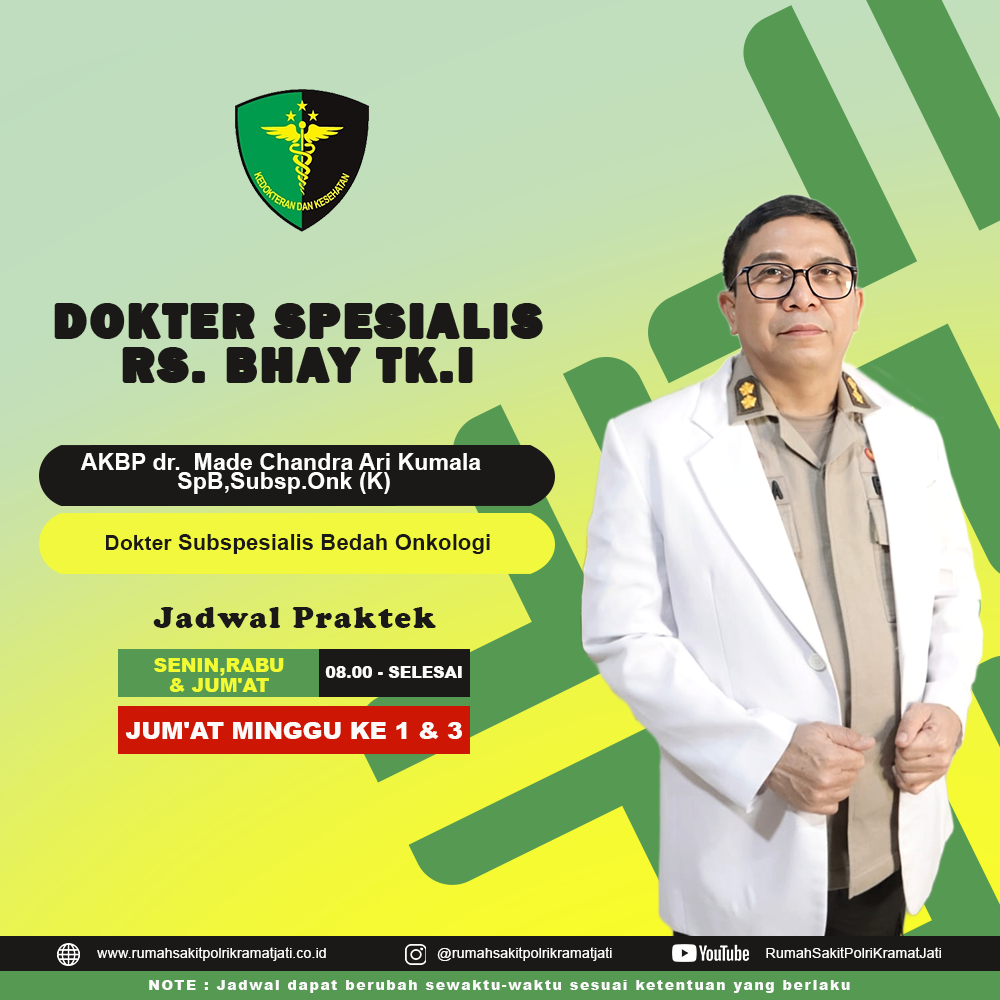 KEDOKTERAN DAN KESEHATAN
DOKTER SPESIALIS
RS. BHAY TK.I
AKBP dr. Made Chandra Ari Kumala
SpB,Subsp.Onk (K)
Dokter Subspesialis Bedah Onkologi
Jadwal Praktek
SENIN,RABU
& JUM'AT
08.00 - SELESAI
JUM'AT MINGGU KE 1 & 3
www.rumahsakitpolrikramatjati.co.id
@rumahsakitpolrikramatjati
YouTube RumahSakitPolriKramatJati
NOTE : Jadwal dapat berubah sewaktu-waktu sesuai ketentuan yang berlaku